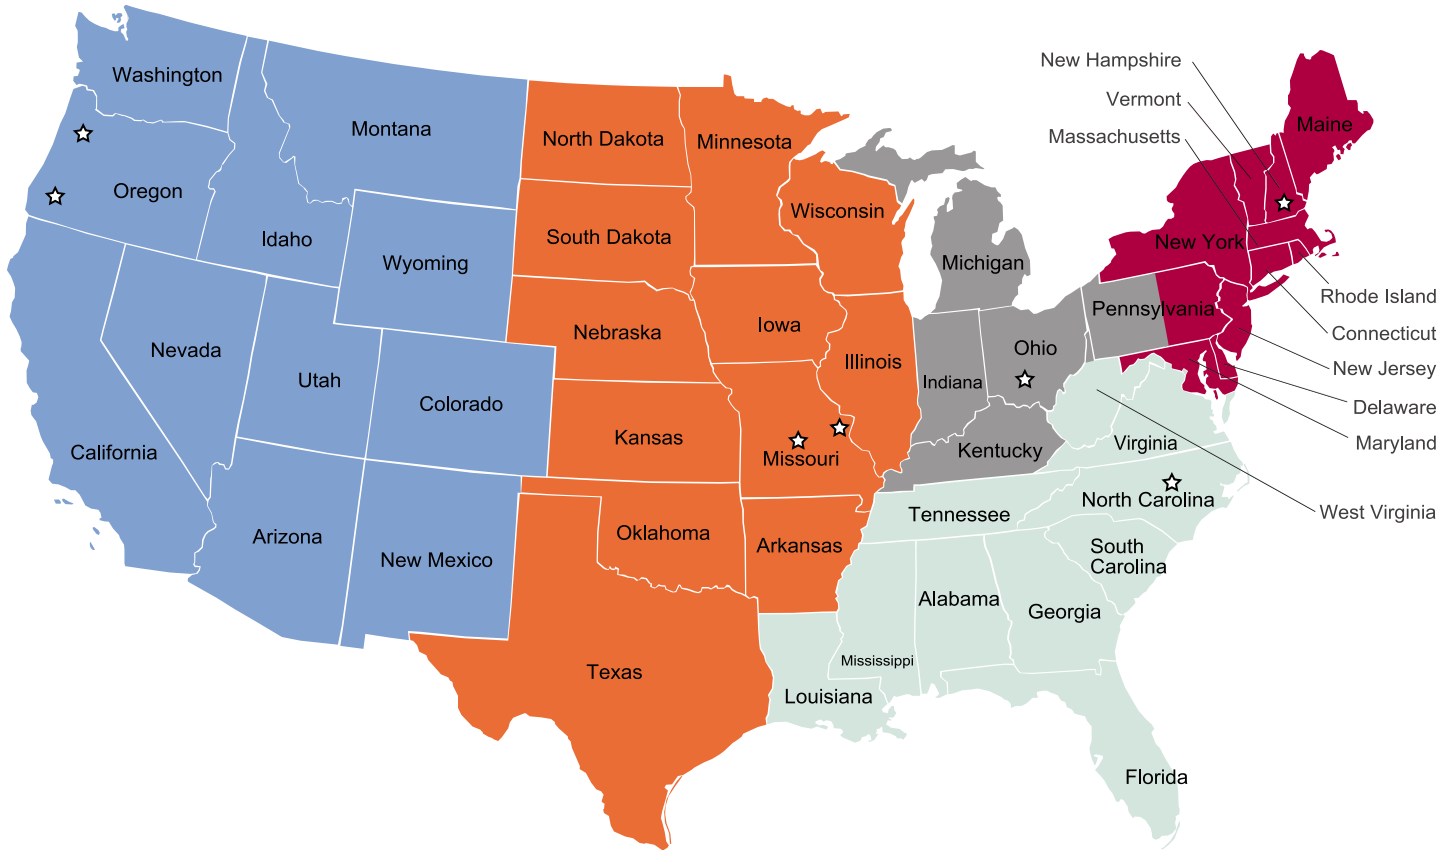 New Hampshire
Vermont
Massachusetts
Washington
Montana
North Dakota
Minnesota
Maine
Oregon
Idaho
Wyoming
South Dakota
Wisconsin
Michigan
New York
Rhode Island
Connecticut
New Jersey
Delaware
Maryland
West Virginia
Nevada
Utah
Colorado
California
Nebraska
Iowa
Illinois
Indiana
Ohio
Pennsylvania
Kansas
Missouri
Kentucky
Virginia
Arizona
New Mexico
Oklahoma
Arkansas
Tennessee
North Carolina
South
Carolina
Texas
Louisiana
Mississippi
Alabama
Georgia
Florida